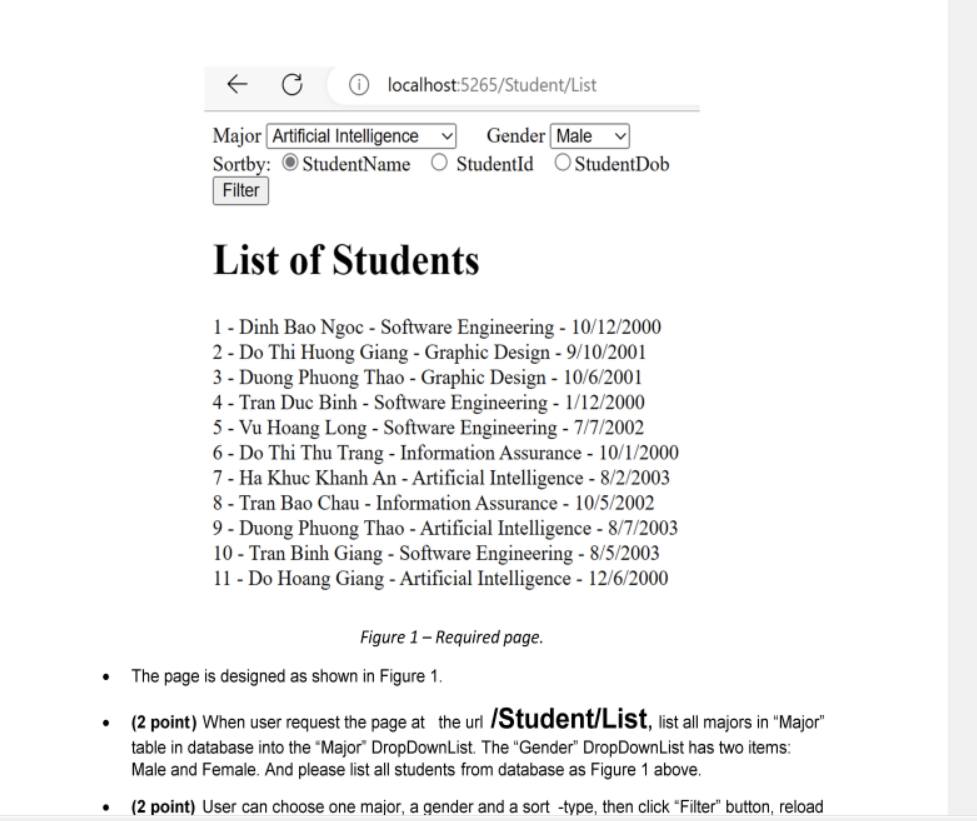 localhost:5265/Student/List
Major Artificial Intelligence Gender Male
Sortby: StudentName StudentId StudentDob
Filter
List of Students
1 - Dinh Bao Ngoc - Software Engineering - 10/12/2000
2 - Do Thi Huong Giang - Graphic Design - 9/10/2001
3 - Duong Phuong Thao - Graphic Design - 10/6/2001
4 - Tran Duc Binh - Software Engineering - 1/12/2000
5 - Vu Hoang Long - Software Engineering - 7/7/2002
6 - Do Thi Thu Trang - Information Assurance - 10/1/2000
7 - Ha Khuc Khanh An - Artificial Intelligence - 8/2/2003
8 - Tran Bao Chau - Information Assurance - 10/5/2002
9 - Duong Phuong Thao - Artificial Intelligence - 8/7/2003
10 - Tran Binh Giang - Software Engineering - 8/5/2003
11 - Do Hoang Giang - Artificial Intelligence - 12/6/2000
Figure 1 – Required page.
• The page is designed as shown in Figure 1.
• (2 point) When user request the page at the url /Student/List, list all majors in “Major”
table in database into the “Major” DropDownList. The “Gender” DropDownList has two items:
Male and Female. And please list all students from database as Figure 1 above.
• (2 point) User can choose one major, a gender and a sort -type, then click “Filter” button, reload